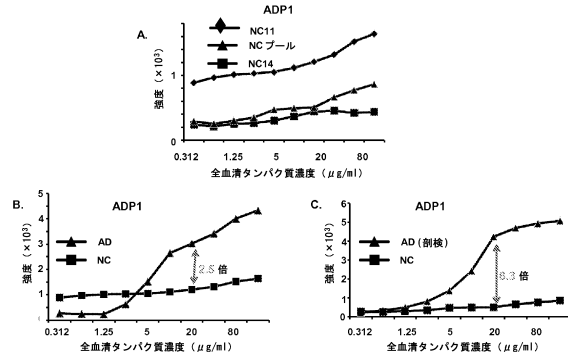 ADP1
A.
NC11
NC プール
NC14
強度 (×10³)
1
0
0.312 1.25 5 20 80
全血清タンパク質濃度 (μg/ml)
B.
ADP1
AD
NC
強度 (×10³)
5
4
3
2
1
2.5 倍
0.312 1.25 5 20 80
全血清タンパク質濃度 (μg/ml)
C.
ADP1
AD (剖検)
NC
強度 (×10³)
6
5
4
3
2
1
0
6.3 倍
0.312 1.25 5 20 80
全血清タンパク質濃度 (μg/ml)